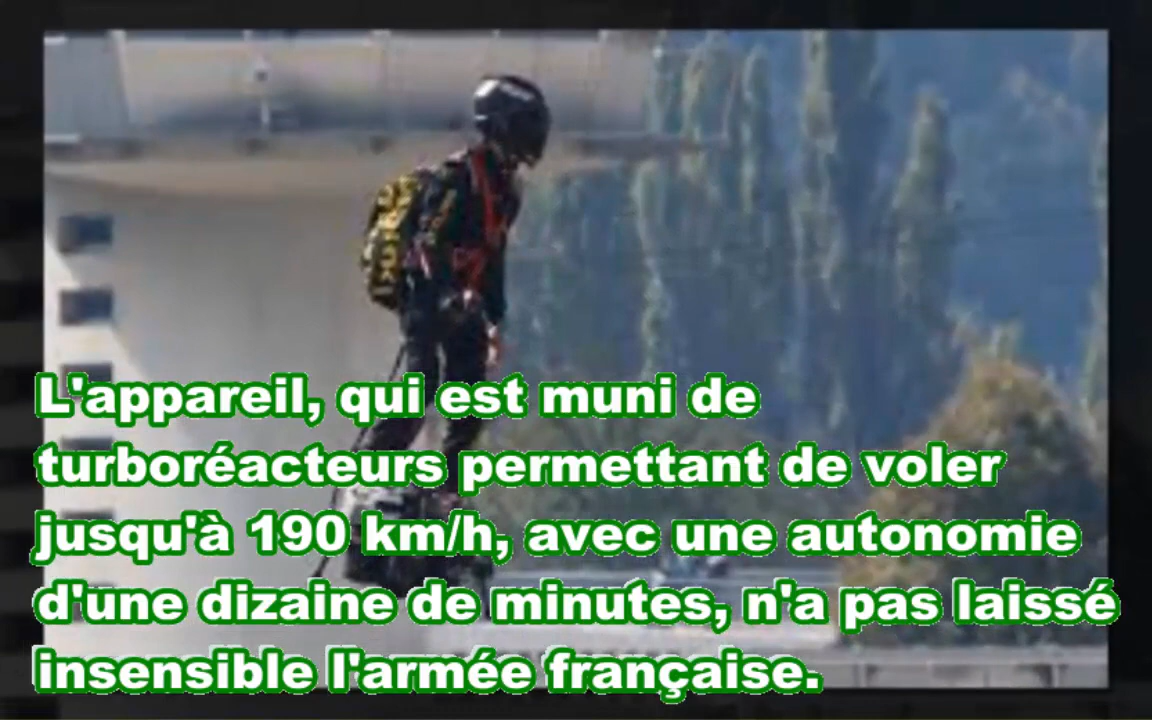 L'appareil, qui est muni de
turboréacteurs permettant de voler
jusqu'à 190 km/h, avec une autonomie
d'une dizaine de minutes, n'a pas laissé
insensible l'armée française.